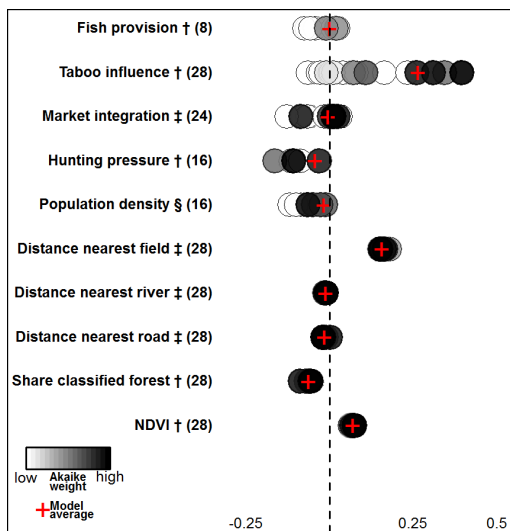 Fish provision † (8)
Taboo influence † (28)
Market integration ‡ (24)
Hunting pressure † (16)
Population density § (16)
Distance nearest field ‡ (28)
Distance nearest river ‡ (28)
Distance nearest road ‡ (28)
Share classified forest † (28)
NDVI † (28)
low Akaike weight high
Model average
-0.25 0.25 0.5